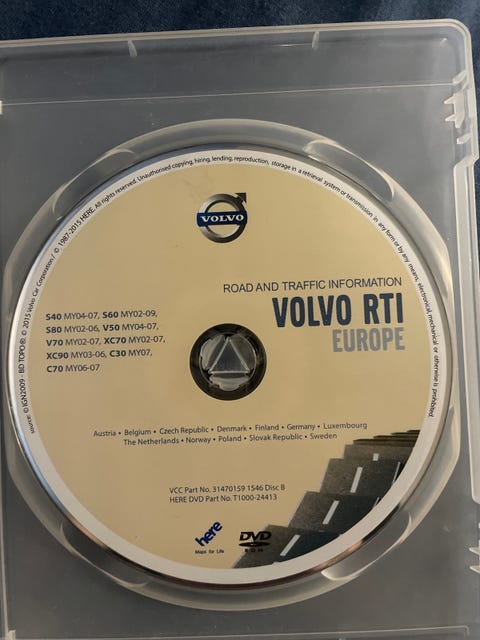 source: © IGN2009 - BD TOPO®: © 2015 Volvo Car Corporation / © 1987-2015 HERE. All rights reserved. Unauthorised copying, hiring, lending, reproduction, storage in a retrieval system or transmission in any form or by any means, electronical, mechanical or otherwise is prohibited.
VOLVO
ROAD AND TRAFFIC INFORMATION
VOLVO RTI
EUROPE
S40 MY04-07, S60 MY02-09,
S80 MY02-06, V50 MY04-07,
V70 MY02-07, XC70 MY02-07,
XC90 MY03-06, C30 MY07,
C70 MY06-07
Austria • Belgium • Czech Republic • Denmark • Finland • Germany • Luxembourg
The Netherlands • Norway • Poland • Slovak Republic • Sweden
VCC Part No. 31470159 1546 Disc B
HERE DVD Part No. T1000-24413
here
Maps for Life
DVD
ROM